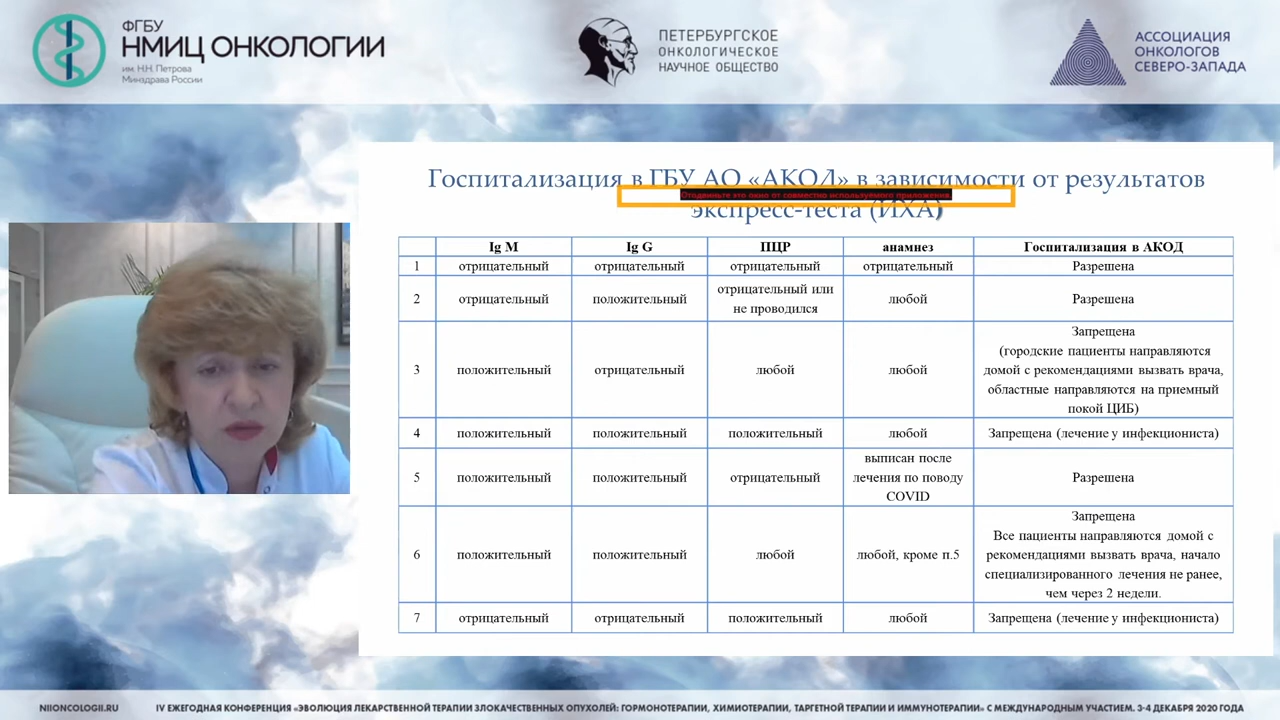 ФГБУ
НМИЦ ОНКОЛОГИИ
им. Н.Н. Петрова
Минздрава России
ПЕТЕРБУРГСКОЕ
ОНКОЛОГИЧЕСКОЕ
НАУЧНОЕ ОБЩЕСТВО
АССОЦИАЦИЯ
ОНКОЛОГОВ
СЕВЕРО-ЗАПАДА
Госпитализация в ГБУ АО «АКОД» в зависимости от результатов
Отодвиньте это окно от совместно используемого приложения
экспресс-теста (ИХА)
Ig M Ig G ПЦР анамнез Госпитализация в АКОД
1 отрицательный отрицательный отрицательный отрицательный Разрешена
2 отрицательный положительный отрицательный или
не проводился любой Разрешена
3 положительный отрицательный любой любой Запрещена
(городские пациенты направляются
домой с рекомендациями вызвать врача,
областные направляются на приемный
покой ЦИБ)
4 положительный положительный положительный любой Запрещена (лечение у инфекциониста)
5 положительный положительный отрицательный выписан после
лечения по поводу
COVID Разрешена
6 положительный положительный любой любой, кроме п.5 Запрещена
Все пациенты направляются домой с
рекомендациями вызвать врача, начало
специализированного лечения не ранее,
чем через 2 недели.
7 отрицательный отрицательный положительный любой Запрещена (лечение у инфекциониста)
NIIONCOLOGII.RU IV ЕЖЕГОДНАЯ КОНФЕРЕНЦИЯ «ЭВОЛЮЦИЯ ЛЕКАРСТВЕННОЙ ТЕРАПИИ ЗЛОКАЧЕСТВЕННЫХ ОПУХОЛЕЙ: ГОРМОНОТЕРАПИИ, ХИМИОТЕРАПИИ, ТАРГЕТНОЙ ТЕРАПИИ И ИММУНОТЕРАПИИ» С МЕЖДУНАРОДНЫМ УЧАСТИЕМ. 3-4 ДЕКАБРЯ 2020 ГОДА